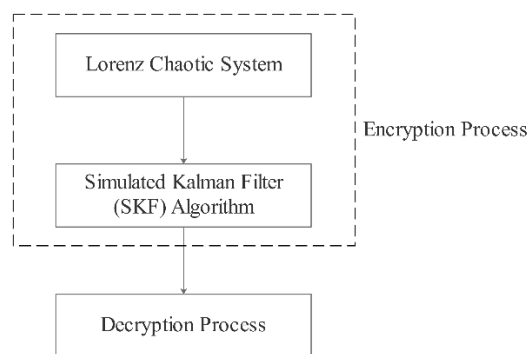 Lorenz Chaotic System
Encryption Process
Simulated Kalman Filter
(SKF) Algorithm
Decryption Process